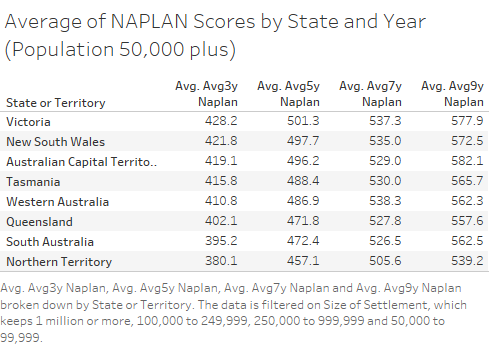 Average of NAPLAN Scores by State and Year
(Population 50,000 plus)
Avg. Avg3y Avg. Avg5y Avg. Avg7y Avg. Avg9y
State or Territory Naplan Naplan Naplan Naplan
Victoria 428.2 501.3 537.3 577.9
New South Wales 421.8 497.7 535.0 572.5
Australian Capital Territo.. 419.1 496.2 529.0 582.1
Tasmania 415.8 488.4 530.0 565.7
Western Australia 410.8 486.9 538.3 562.3
Queensland 402.1 471.8 527.8 557.6
South Australia 395.2 472.4 526.5 562.5
Northern Territory 380.1 457.1 505.6 539.2
Avg. Avg3y Naplan, Avg. Avg5y Naplan, Avg. Avg7y Naplan and Avg. Avg9y Naplan
broken down by State or Territory. The data is filtered on Size of Settlement, which
keeps 1 million or more, 100,000 to 249,999, 250,000 to 999,999 and 50,000 to
99,999.